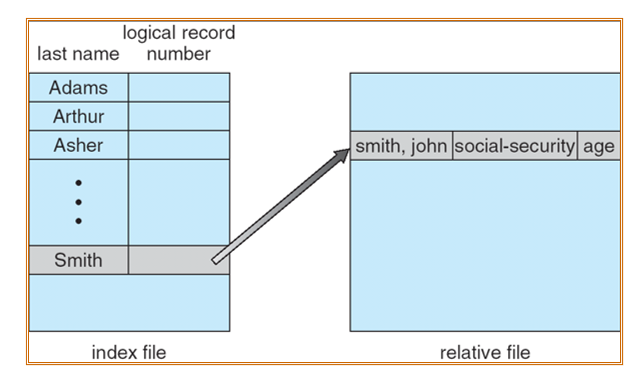 last name
logical record
number
Adams
Arthur
Asher
Smith
index file
smith, john
social-security
age
relative file